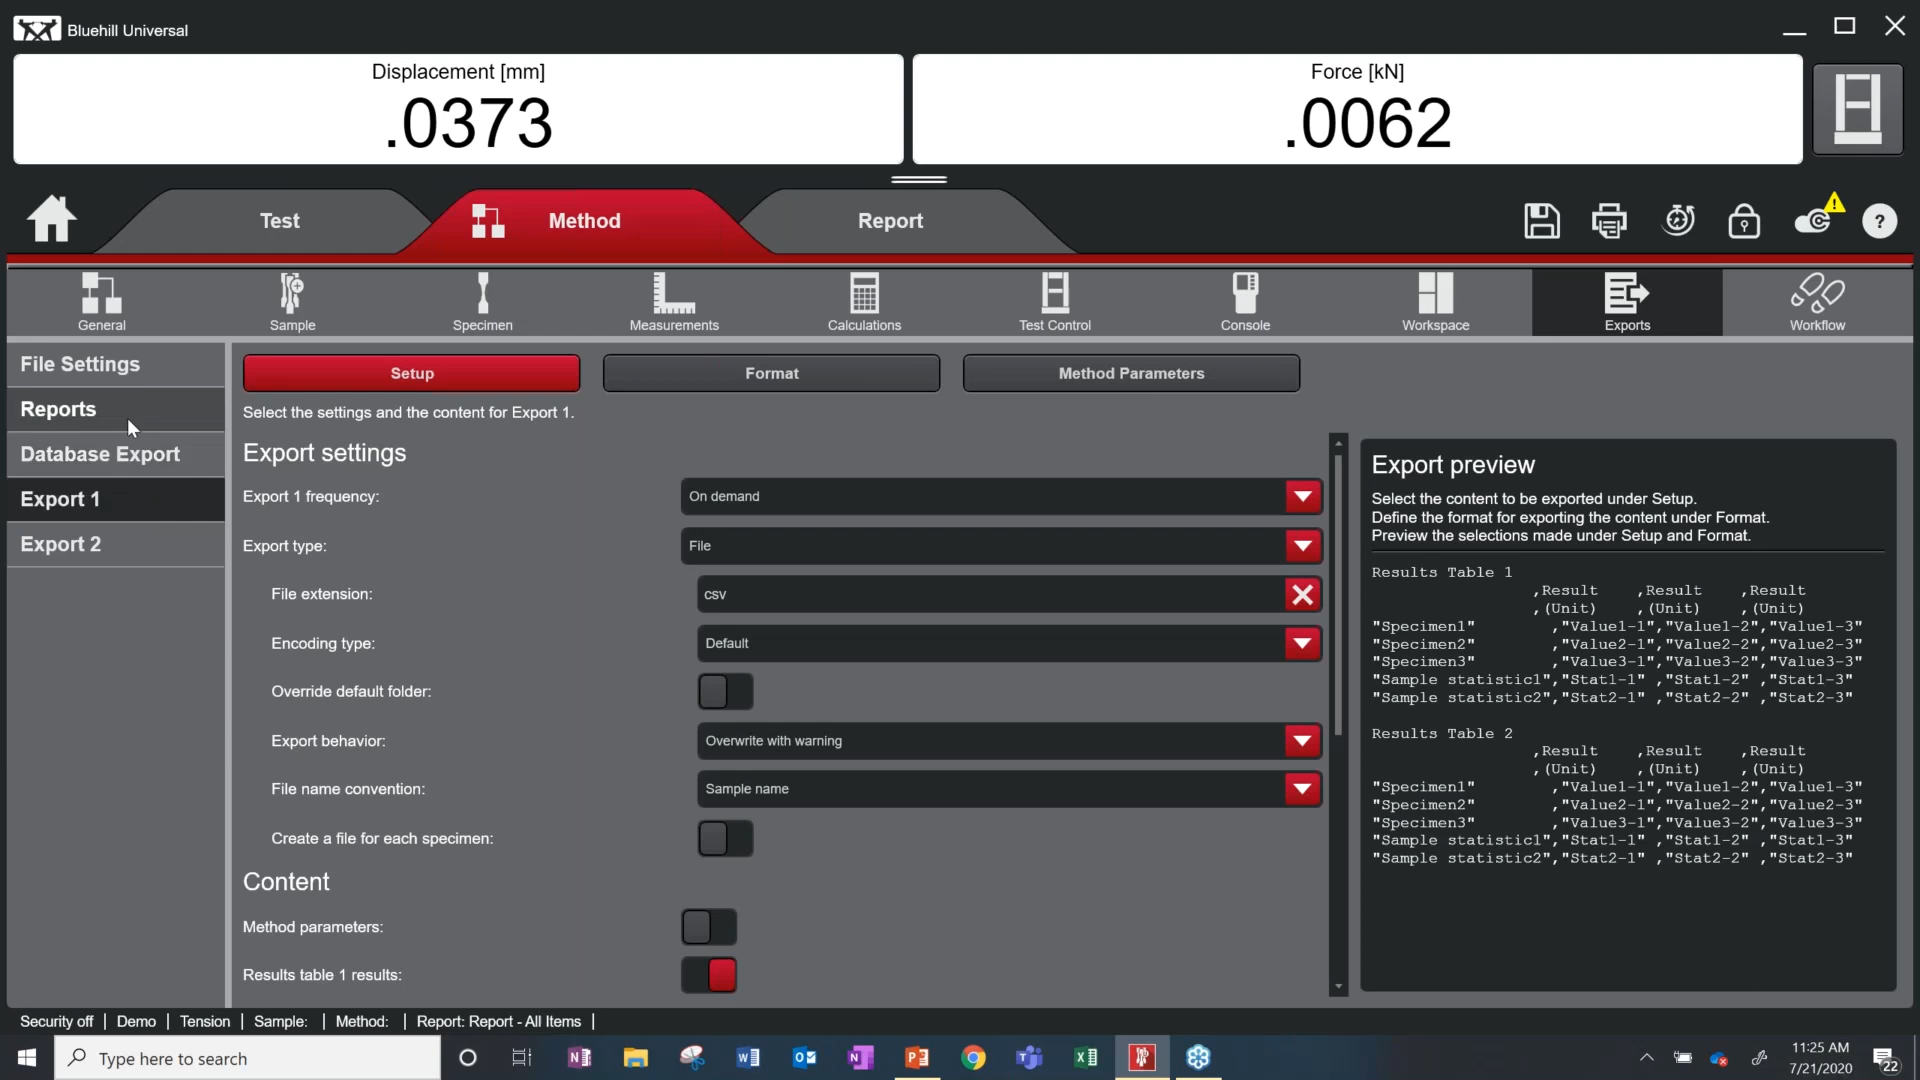 Bluehill Universal
Displacement [mm]
.0373
Force [kN]
.0062
Test
Method
Report
!
?
General
Sample
Specimen
Measurements
Calculations
Test Control
Console
Workspace
Exports
Workflow
File Settings
Reports
Database Export
Export 1
Export 2
Setup
Format
Method Parameters
Select the settings and the content for Export 1.
Export settings
Export 1 frequency:
On demand
Export type:
File
File extension:
csv
Encoding type:
Default
Override default folder:
Export behavior:
Overwrite with warning
File name convention:
Sample name
Create a file for each specimen:
Content
Method parameters:
Results table 1 results:
Export preview
Select the content to be exported under Setup.
Define the format for exporting the content under Format.
Preview the selections made under Setup and Format.
Results Table 1
,Result ,Result ,Result
,(Unit) ,(Unit) ,(Unit)
"Specimen1" ,"Value1-1","Value1-2","Value1-3"
"Specimen2" ,"Value2-1","Value2-2","Value2-3"
"Specimen3" ,"Value3-1","Value3-2","Value3-3"
"Sample statistic1","Stat1-1" ,"Stat1-2" ,"Stat1-3"
"Sample statistic2","Stat2-1" ,"Stat2-2" ,"Stat2-3"
Results Table 2
,Result ,Result ,Result
,(Unit) ,(Unit) ,(Unit)
"Specimen1" ,"Value1-1","Value1-2","Value1-3"
"Specimen2" ,"Value2-1","Value2-2","Value2-3"
"Specimen3" ,"Value3-1","Value3-2","Value3-3"
"Sample statistic1","Stat1-1" ,"Stat1-2" ,"Stat1-3"
"Sample statistic2","Stat2-1" ,"Stat2-2" ,"Stat2-3"
Security off | Demo | Tension | Sample: | Method: | Report: Report - All Items |
Type here to search
11:25 AM
7/21/2020
22